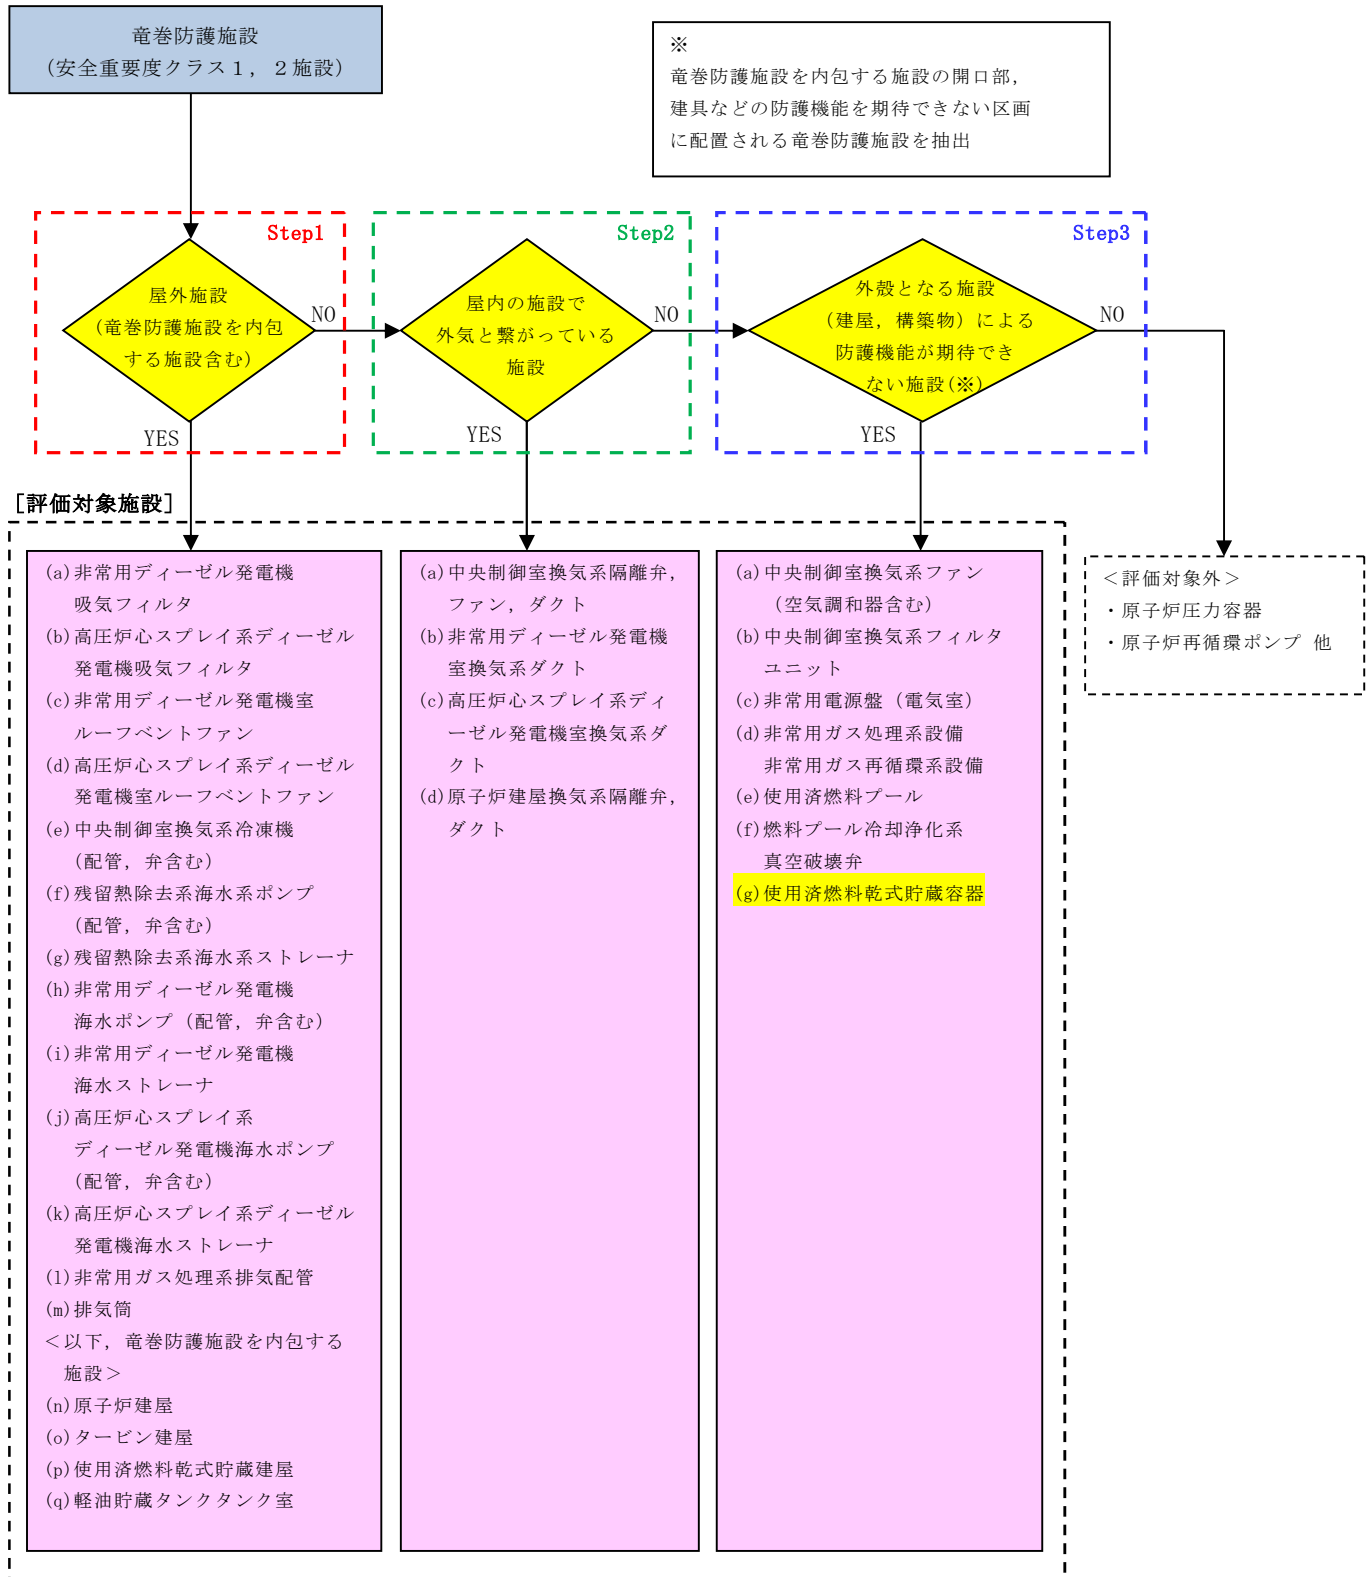 竜巻防護施設
(安全重要度クラス１，２施設)
※
竜巻防護施設を内包する施設の開口部，
建具などの防護機能を期待できない区画
に配置される竜巻防護施設を抽出
Step1
屋外施設
(竜巻防護施設を内包
する施設含む)
NO
YES
Step2
屋内の施設で
外気と繋がっている
施設
NO
YES
Step3
外殻となる施設
（建屋，構築物）による
防護機能が期待でき
ない施設(※)
NO
YES
［評価対象施設］
(a)非常用ディーゼル発電機
吸気フィルタ
(b)高圧炉心スプレイ系ディーゼル
発電機吸気フィルタ
(c)非常用ディーゼル発電機室
ルーフベントファン
(d)高圧炉心スプレイ系ディーゼル
発電機室ルーフベントファン
(e)中央制御室換気系冷凍機
(配管，弁含む)
(f)残留熱除去系海水系ポンプ
(配管，弁含む)
(g)残留熱除去系海水系ストレーナ
(h)非常用ディーゼル発電機
海水ポンプ（配管，弁含む)
(i)非常用ディーゼル発電機
海水ストレーナ
(j)高圧炉心スプレイ系
ディーゼル発電機海水ポンプ
(配管，弁含む)
(k)高圧炉心スプレイ系ディーゼル
発電機海水ストレーナ
(l)非常用ガス処理系排気配管
(m)排気筒
＜以下，竜巻防護施設を内包する
施設＞
(n)原子炉建屋
(o)タービン建屋
(p)使用済燃料乾式貯蔵建屋
(q)軽油貯蔵タンクタンク室
(a)中央制御室換気系隔離弁，
ファン，ダクト
(b)非常用ディーゼル発電機
室換気系ダクト
(c)高圧炉心スプレイ系ディ
ーゼル発電機室換気系ダ
クト
(d)原子炉建屋換気系隔離弁，
ダクト
(a)中央制御室換気系ファン
（空気調和器含む）
(b)中央制御室換気系フィルタ
ユニット
(c)非常用電源盤（電気室）
(d)非常用ガス処理系設備
非常用ガス再循環系設備
(e)使用済燃料プール
(f)燃料プール冷却浄化系
真空破壊弁
(g)使用済燃料乾式貯蔵容器
＜評価対象外＞
・原子炉圧力容器
・原子炉再循環ポンプ 他